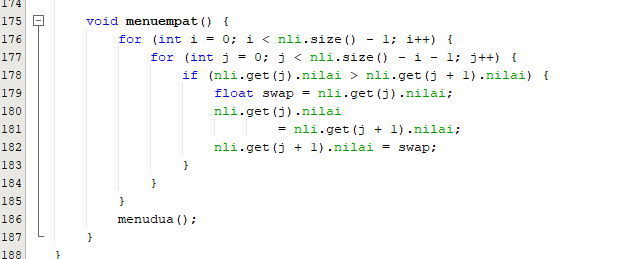 174
175 void menuempat() {
176 for (int i = 0; i < nli.size() - 1; i++) {
177 for (int j = 0; j < nli.size() - i - 1; j++) {
178 if (nli.get(j).nilai > nli.get(j + 1).nilai) {
179 float swap = nli.get(j).nilai;
180 nli.get(j).nilai
181 = nli.get(j + 1).nilai;
182 nli.get(j + 1).nilai = swap;
183 }
184 }
185 }
186 menudua();
187 }
188 }